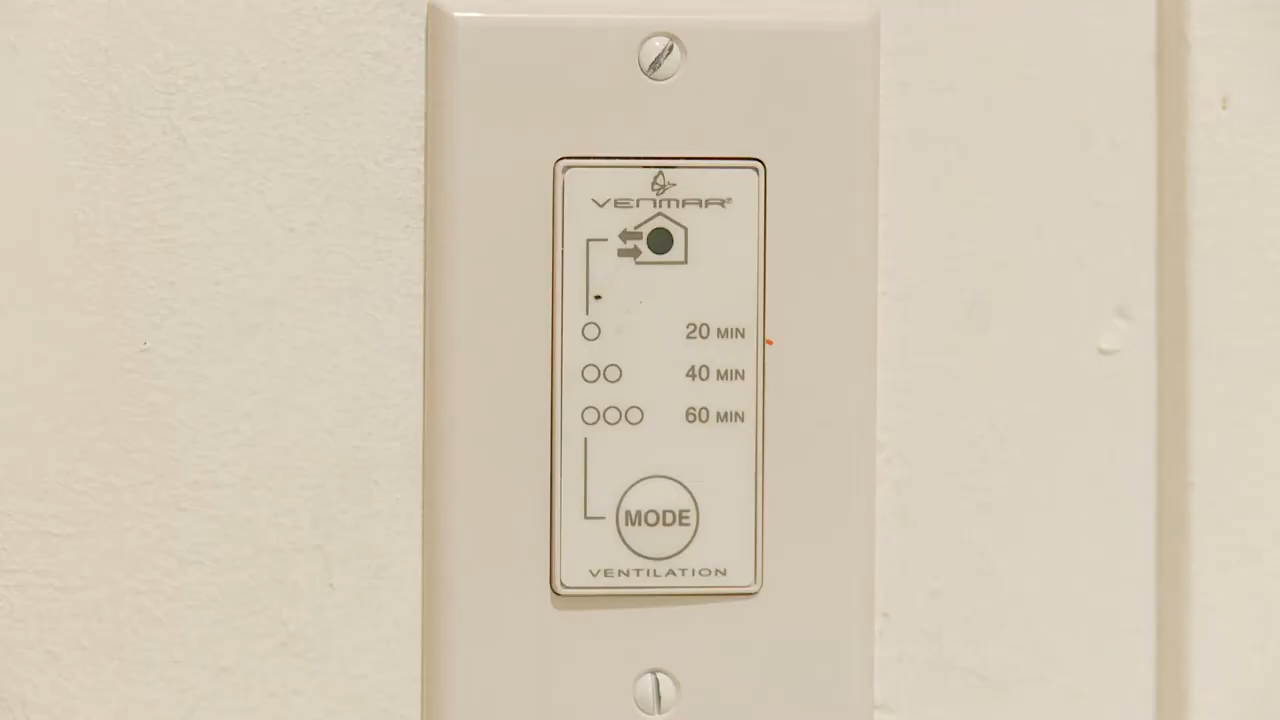 VENMAR®
20 MIN
40 MIN
60 MIN
MODE
VENTILATION